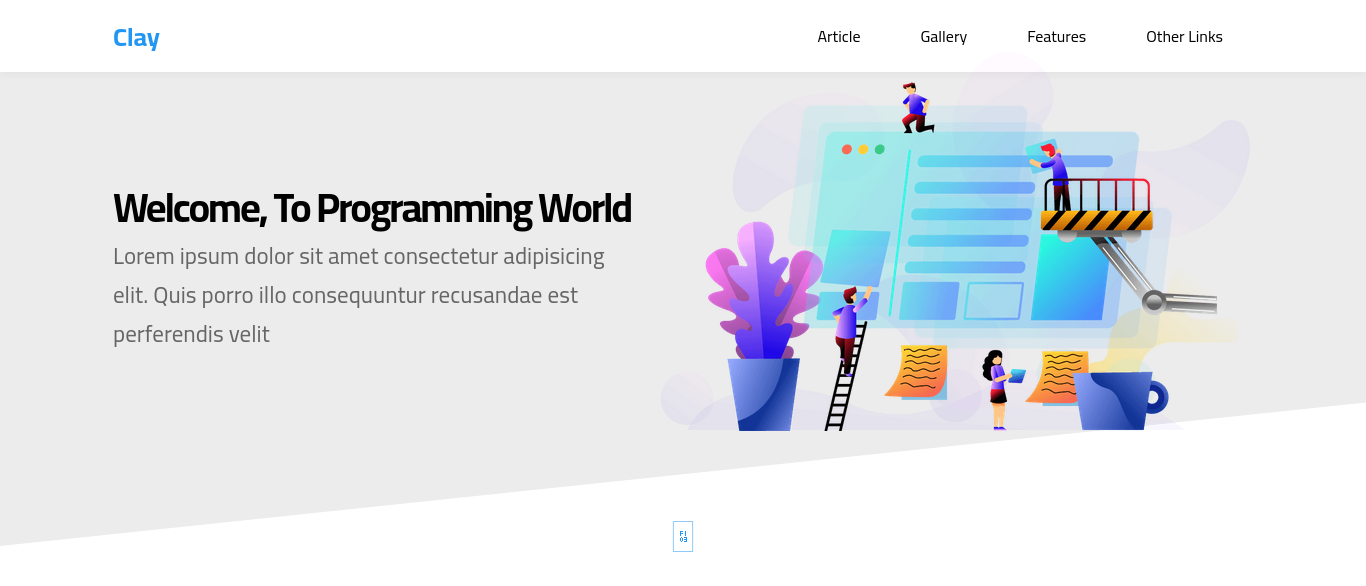 Clay
Article
Gallery
Features
Other Links
Welcome, To Programming World
Lorem ipsum dolor sit amet consectetur adipisicing
elit. Quis porro illo consequuntur recusandae est
perferendis velit